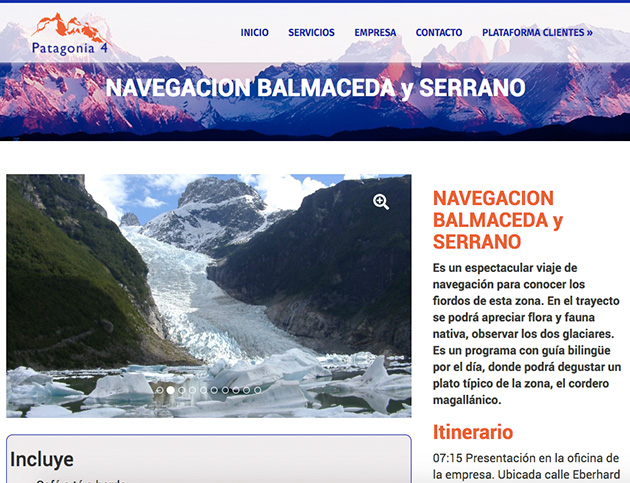 Patagonia 4
INICIO SERVICIOS EMPRESA CONTACTO PLATAFORMA CLIENTES »
NAVEGACION BALMACEDA y SERRANO
NAVEGACION
BALMACEDA y
SERRANO
Es un espectacular viaje de
navegación para conocer los
fiordos de esta zona. En el trayecto
se podrá apreciar flora y fauna
nativa, observar los dos glaciares.
Es un programa con guía bilingüe
por el día, donde podrá degustar un
plato típico de la zona, el cordero
magallánico.
Itinerario
07:15 Presentación en la oficina de
la empresa. Ubicada calle Eberhard
Incluye